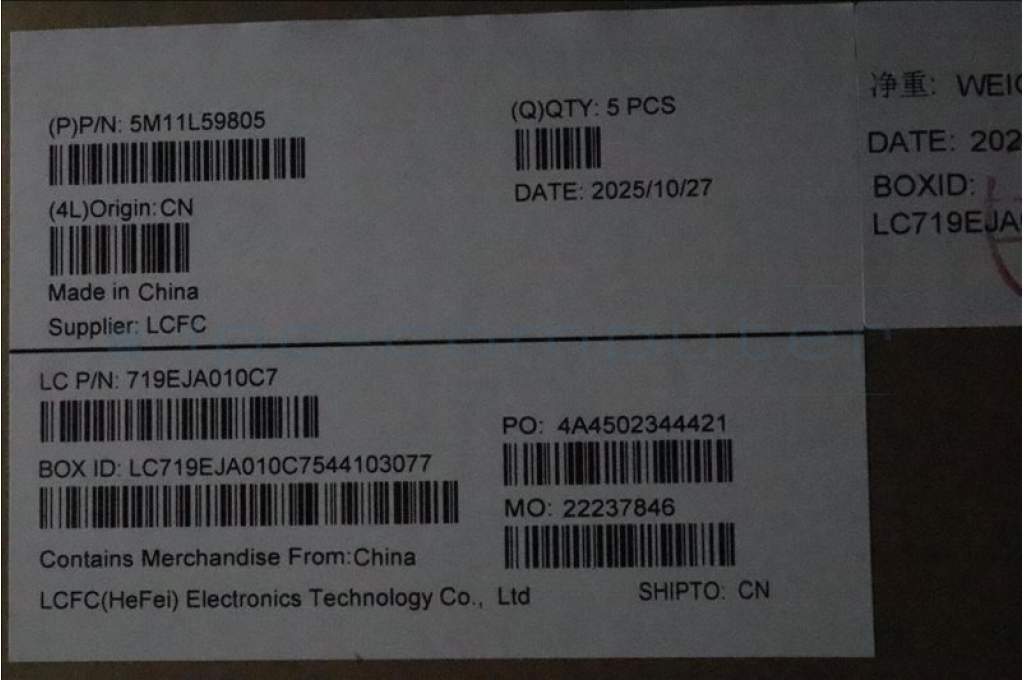 (P)P/N: 5M11L59805
(Q)QTY: 5 PCS
DATE: 2025/10/27
(4L)Origin:CN
Made in China
Supplier: LCFC
LC P/N: 719EJA010C7
PO: 4A4502344421
BOX ID: LC719EJA010C7544103077
MO: 22237846
Contains Merchandise From:China
LCFC(HeFei) Electronics Technology Co., Ltd
SHIPTO: CN
净重: WEIG
DATE: 202
BOXID:
LC719EJA